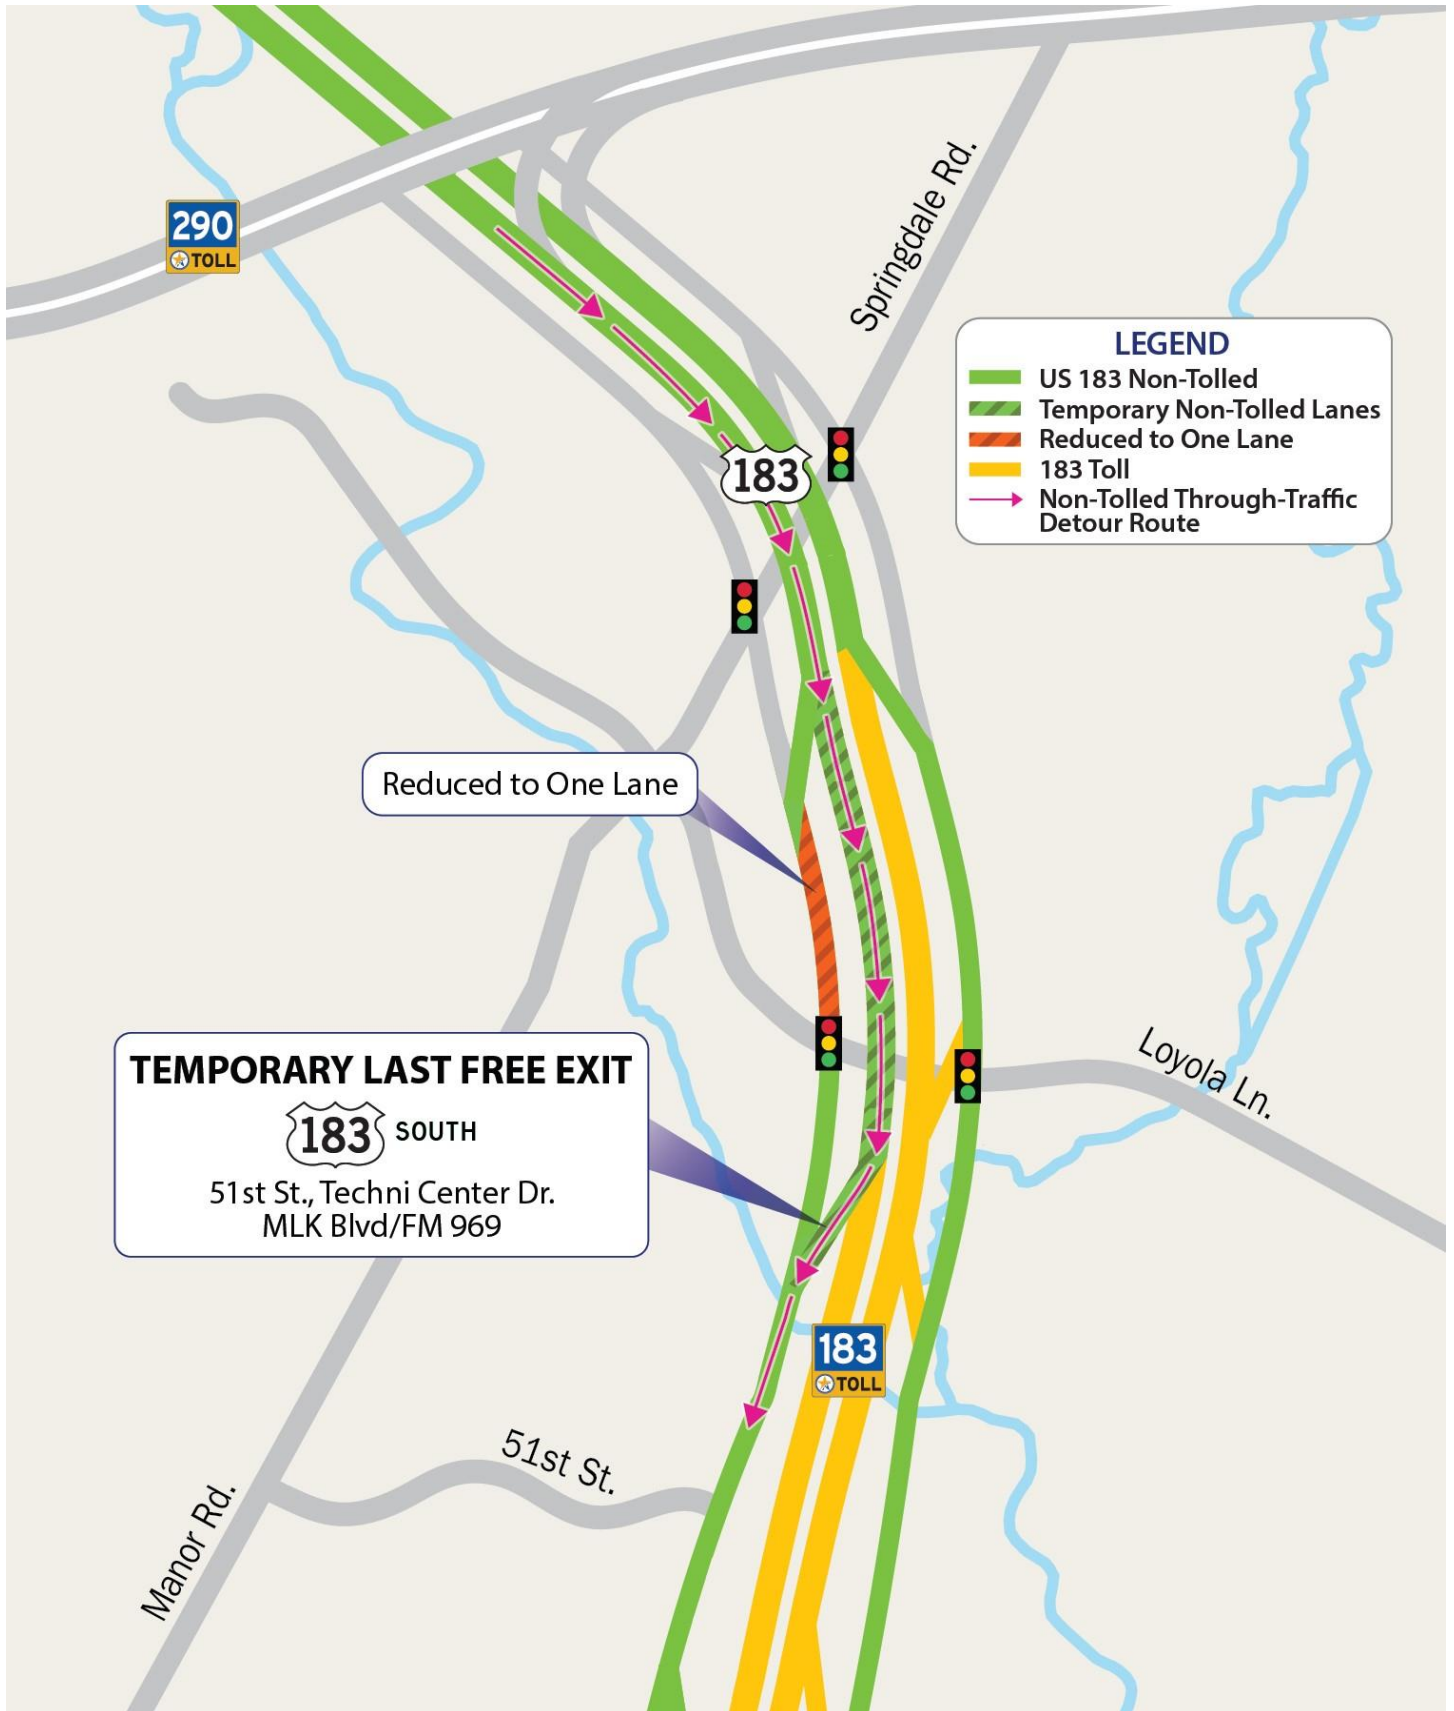 290
TOLL
Springdale Rd.
LEGEND
US 183 Non-Tolled
Temporary Non-Tolled Lanes
Reduced to One Lane
183 Toll
Non-Tolled Through-Traffic
Detour Route
183
Reduced to One Lane
TEMPORARY LAST FREE EXIT
183 SOUTH
51st St., Techni Center Dr.
MLK Blvd/FM 969
Loyola Ln.
183
TOLL
51st St.
Manor Rd.